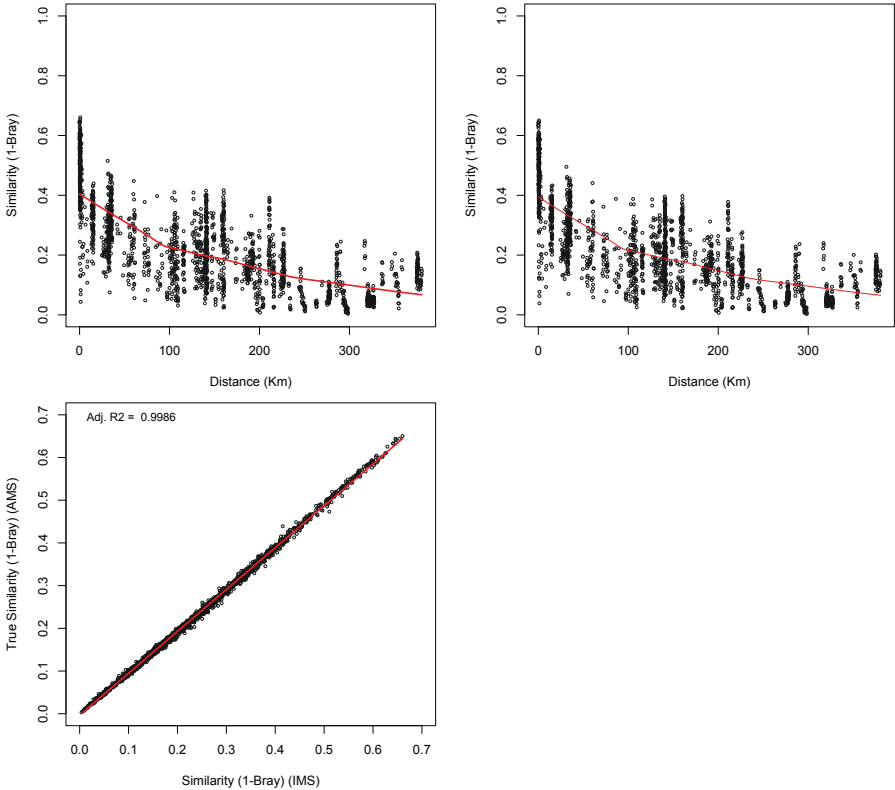 1.0
0.8
0.6
0.4
0.2
0.0
Similarity (1-Bray)
0 100 200 300
Distance (Km)
1.0
0.8
0.6
0.4
0.2
0.0
Similarity (1-Bray)
0 100 200 300
Distance (Km)
Adj. R2 = 0.9986
0.7
0.6
0.5
0.4
0.3
0.2
0.1
0.0
True Similarity (1-Bray) (AMS)
0.0 0.1 0.2 0.3 0.4 0.5 0.6 0.7
Similarity (1-Bray) (IMS)